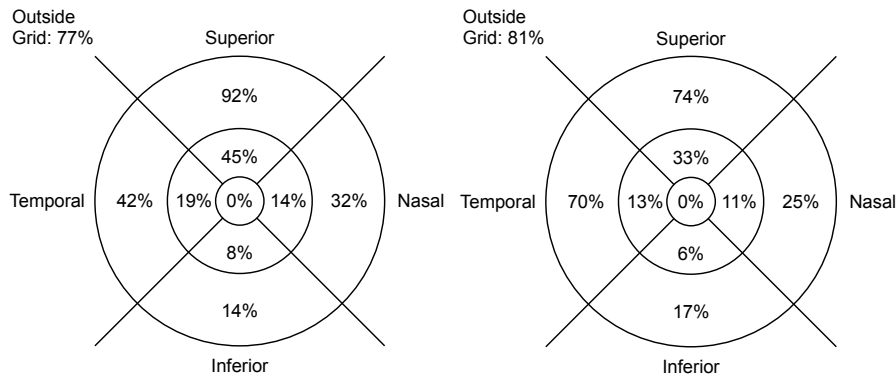 Outside
Grid: 77%
Superior
92%
45%
Temporal 42% 19% 0% 14% 32% Nasal
8%
14%
Inferior
Outside
Grid: 81%
Superior
74%
33%
Temporal 70% 13% 0% 11% 25% Nasal
6%
17%
Inferior